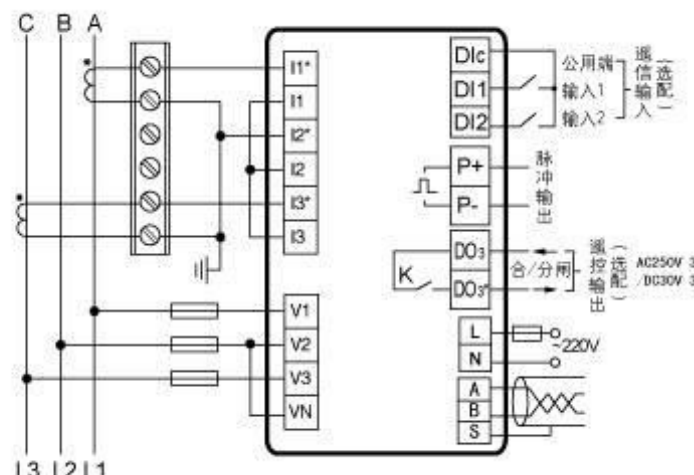 C B A
I1*
I1
I2*
I2
I3*
I3
V1
V2
V3
VN
L3 L2 L1
DIc
DI1
DI2
公用端
输入1
输入2
遥信输入
（选配）
P+
P-
脉冲输出
K
DO3
DO3*
合/分闸
遥控输出
（选配）
AC250V 3
/DC30V 3
L
N
~220V
A
B
S